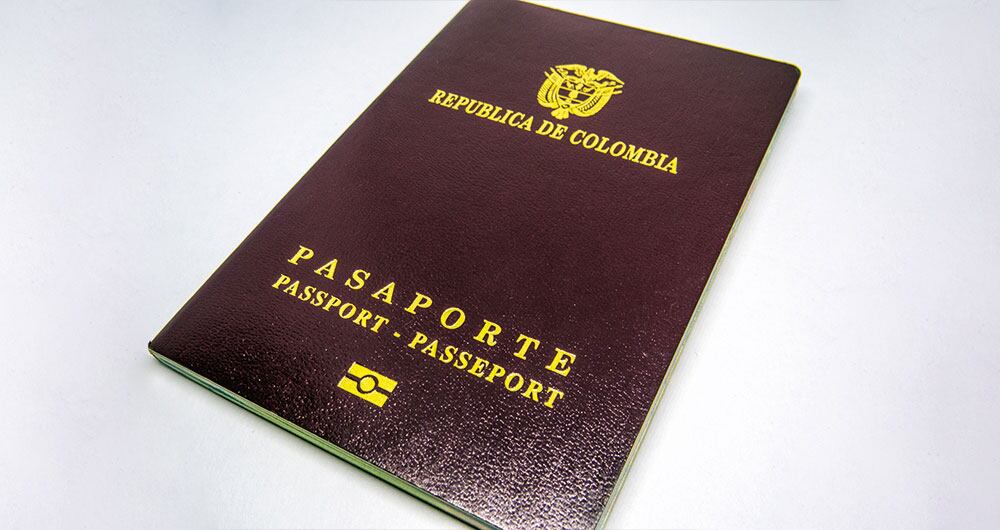 REPUBLICA DE COLOMBIA
PASAPORTE
PASSPORT - PASSEPORT